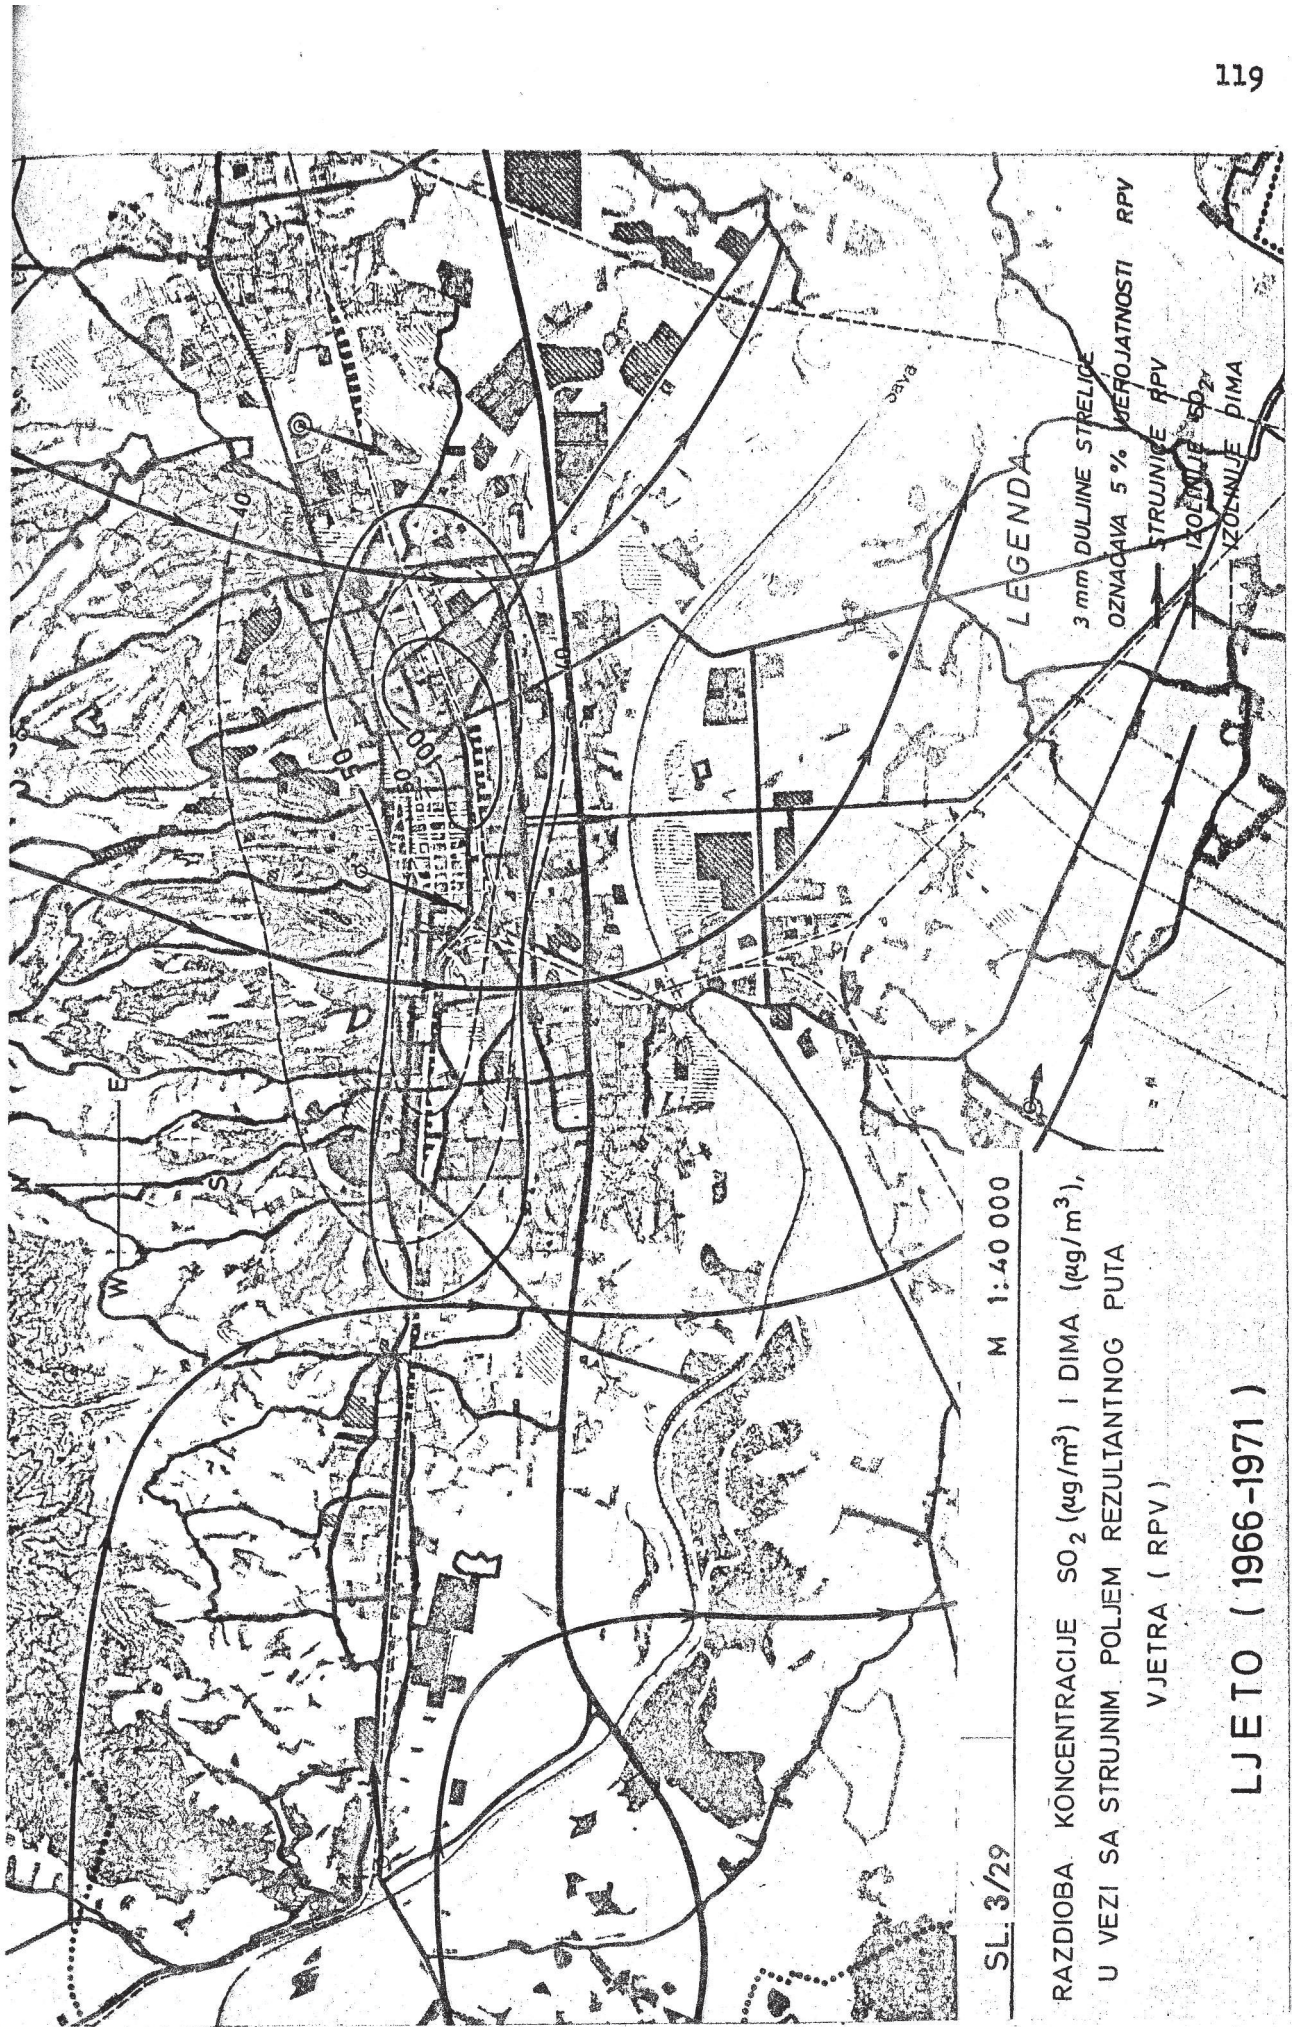 119
N
W
E
S
40
50
60
100
40
Sava
LEGENDA:
3 mm DULJINE STRELICE
OZNAČAVA 5 % VJEROJATNOSTI RPV
STRUJNICE RPV
IZOLINIJE SO2
IZOLINIJE DIMA
SL. 3/29
M 1:40 000
RAZDIOBA KONCENTRACIJE SO2 (µg/m3) I DIMA (µg/m3),
U VEZI SA STRUJNIM POLJEM REZULTANTNOG PUTA
VJETRA (RPV)
LJETO (1966-1971)